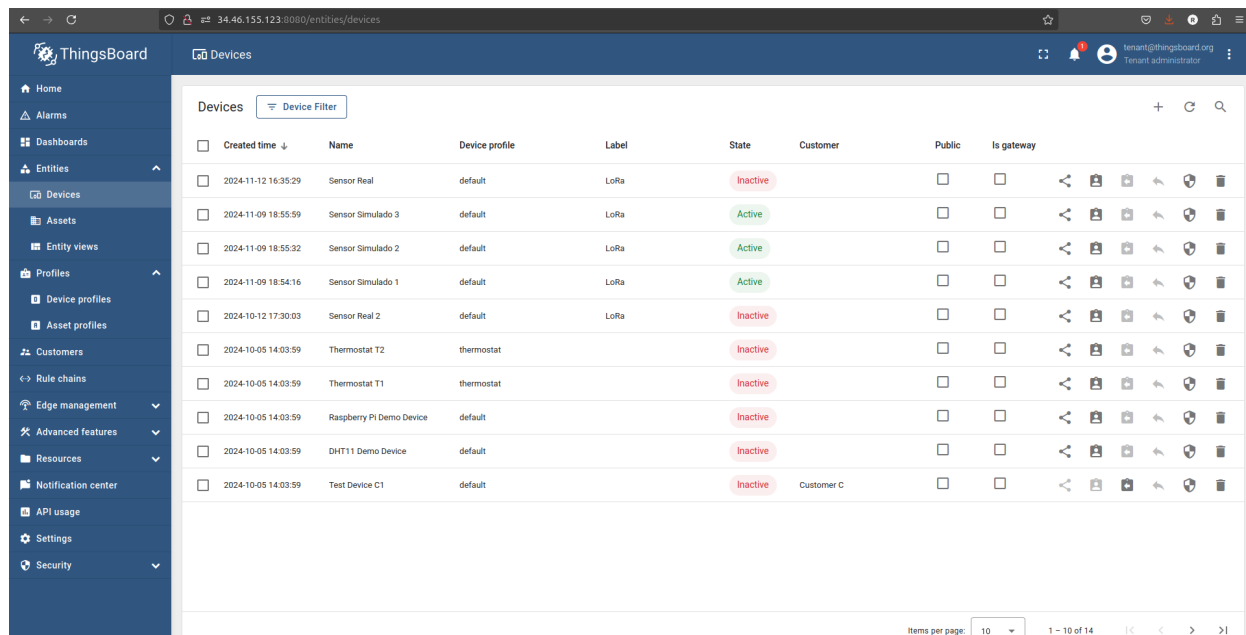 34.46.155.123:8080/entities/devices
ThingsBoard
Devices
1
tenant@thingsboard.org
Tenant administrator
Home
Alarms
Dashboards
Entities
Devices
Assets
Entity views
Profiles
Device profiles
Asset profiles
Customers
Rule chains
Edge management
Advanced features
Resources
Notification center
API usage
Settings
Security
Devices Device Filter
Created time Name Device profile Label State Customer Public Is gateway
2024-11-12 16:35:29 Sensor Real default LoRa Inactive
2024-11-09 18:55:59 Sensor Simulado 3 default LoRa Active
2024-11-09 18:55:32 Sensor Simulado 2 default LoRa Active
2024-11-09 18:54:16 Sensor Simulado 1 default LoRa Active
2024-10-12 17:30:03 Sensor Real 2 default LoRa Inactive
2024-10-05 14:03:59 Thermostat T2 thermostat Inactive
2024-10-05 14:03:59 Thermostat T1 thermostat Inactive
2024-10-05 14:03:59 Raspberry Pi Demo Device default Inactive
2024-10-05 14:03:59 DHT11 Demo Device default Inactive
2024-10-05 14:03:59 Test Device C1 default Inactive Customer C
Items per page: 10 1 – 10 of 14